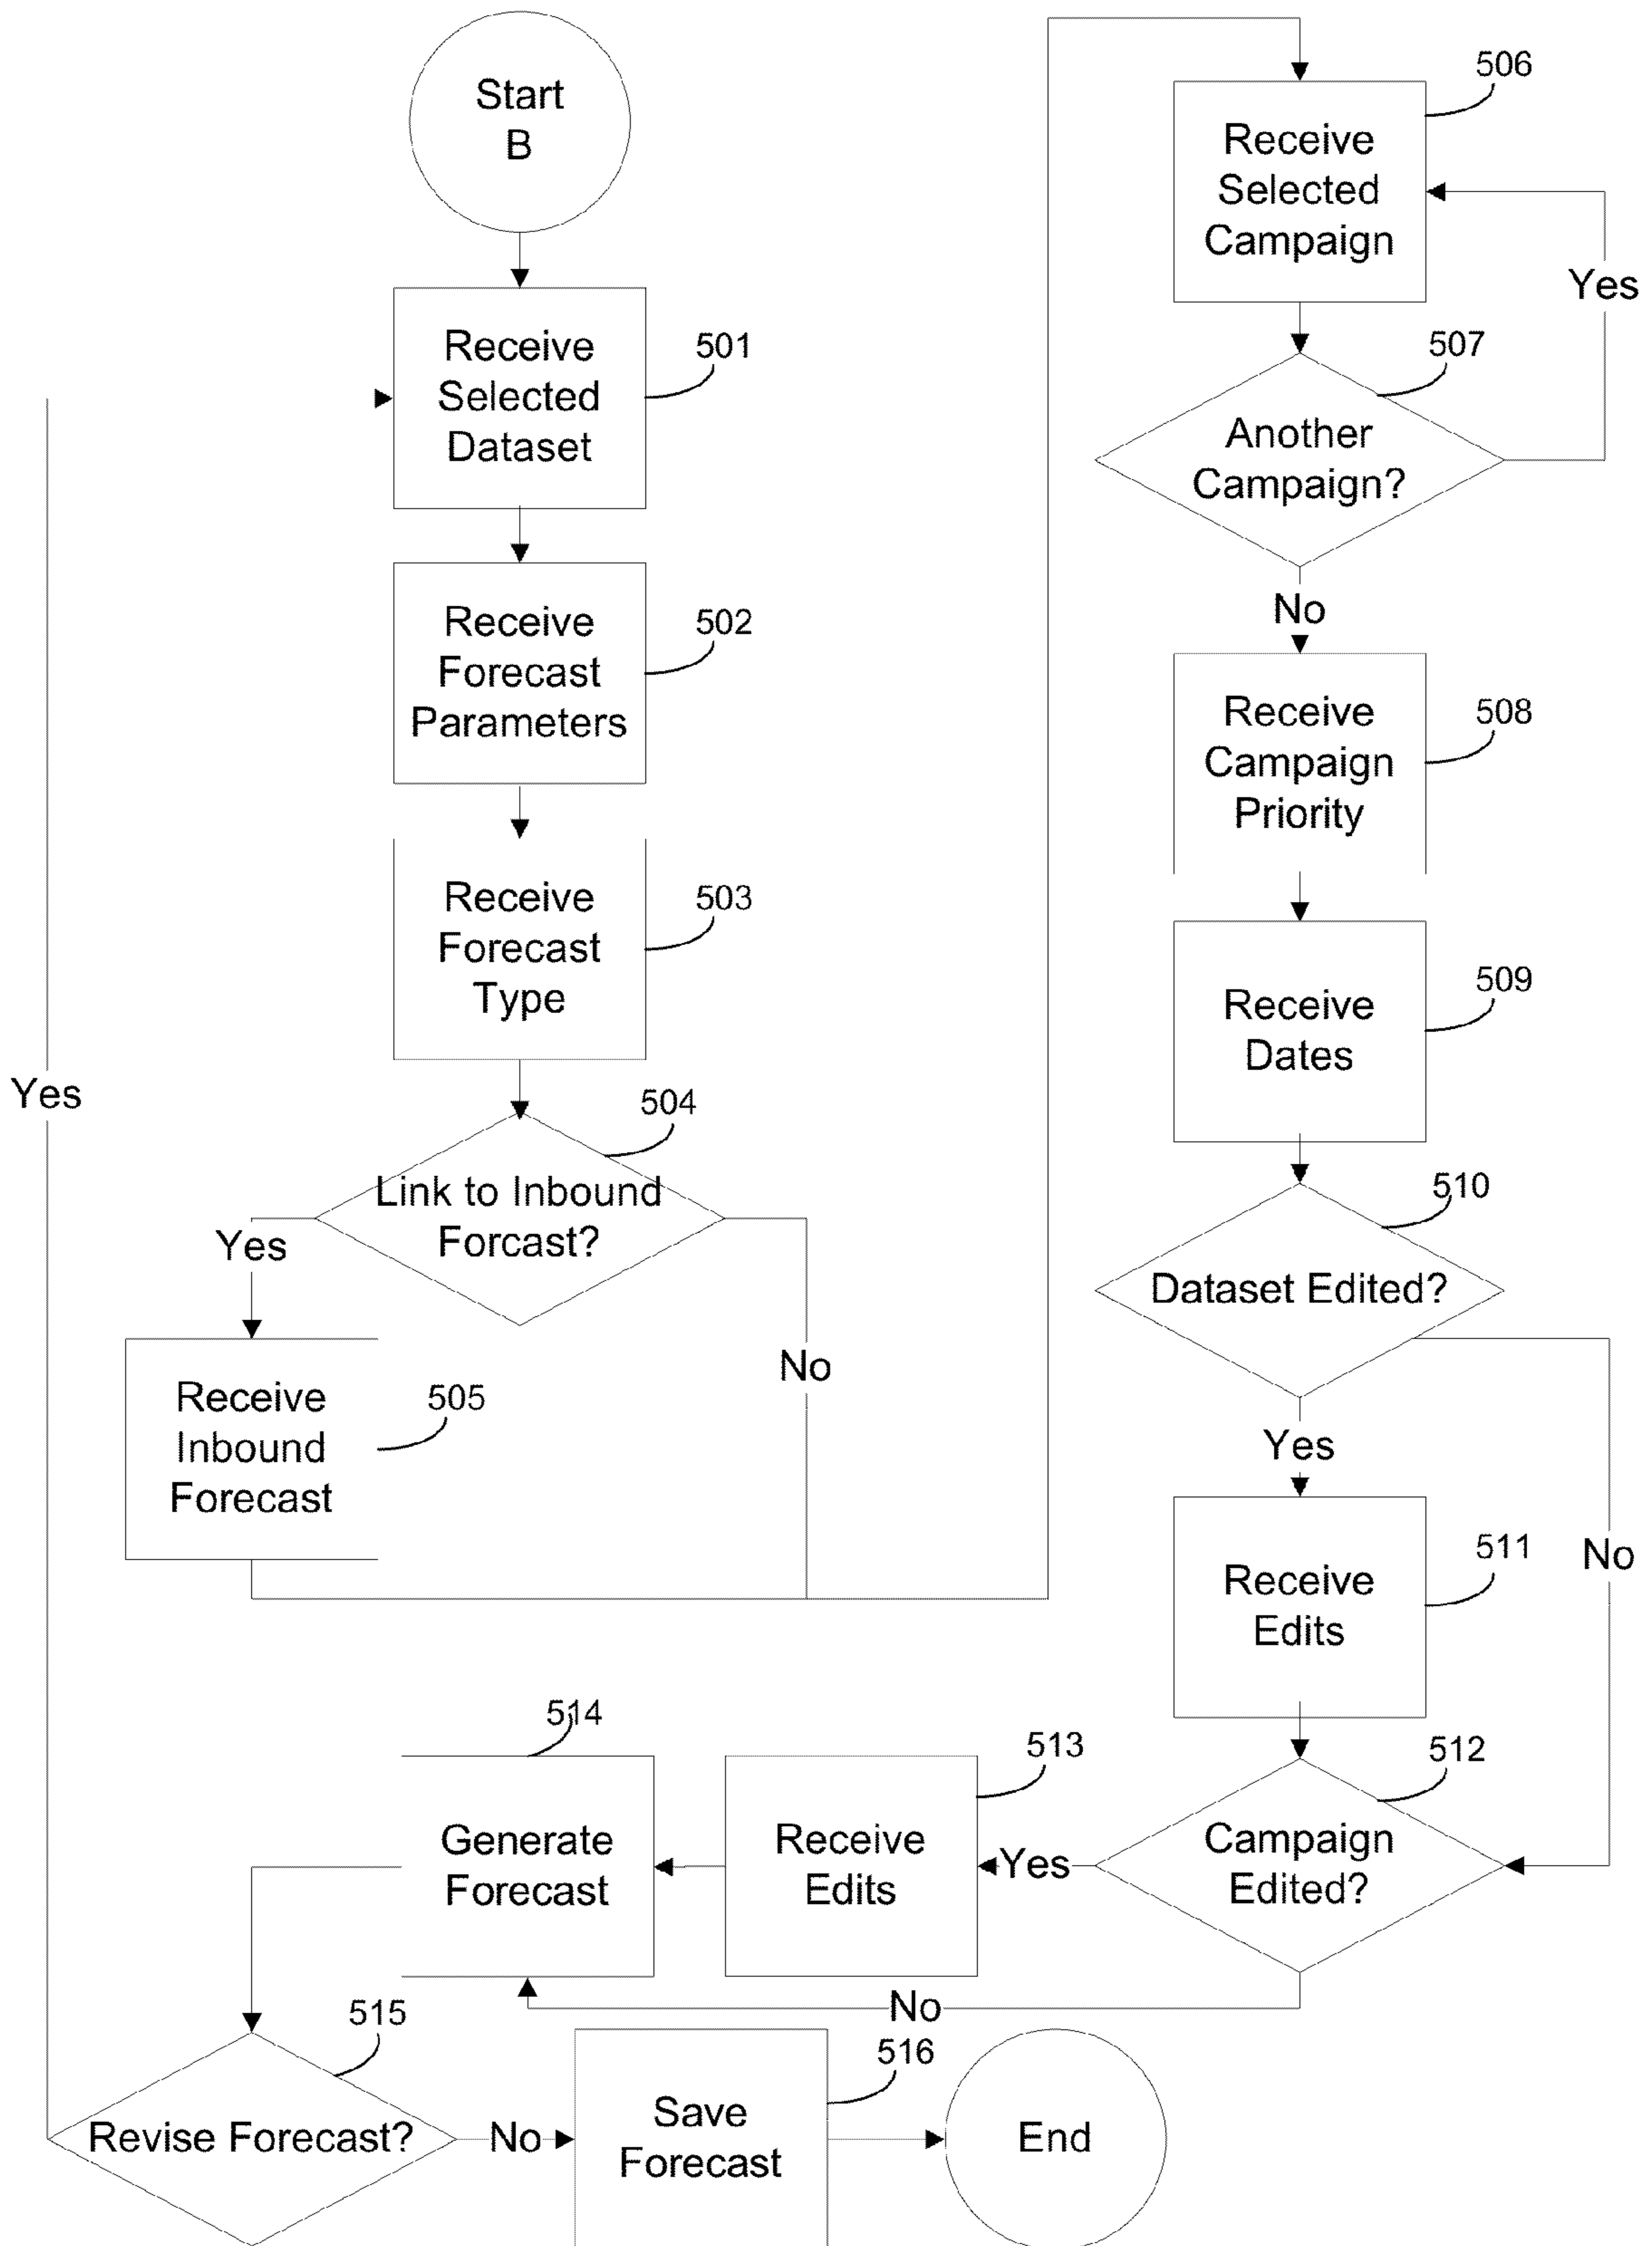 Start
B
Receive
Selected
Dataset
501
Receive
Forecast
Parameters
502
Receive
Forecast
Type
503
Link to Inbound
Forcast?
504
Yes
No
Receive
Inbound
Forecast
505
Receive
Selected
Campaign
506
Another
Campaign?
507
Yes
No
Receive
Campaign
Priority
508
Receive
Dates
509
Dataset Edited?
510
Yes
No
Receive
Edits
511
Campaign
Edited?
512
Yes
No
Receive
Edits
513
Generate
Forecast
514
Revise Forecast?
515
Yes
No
Save
Forecast
516
End